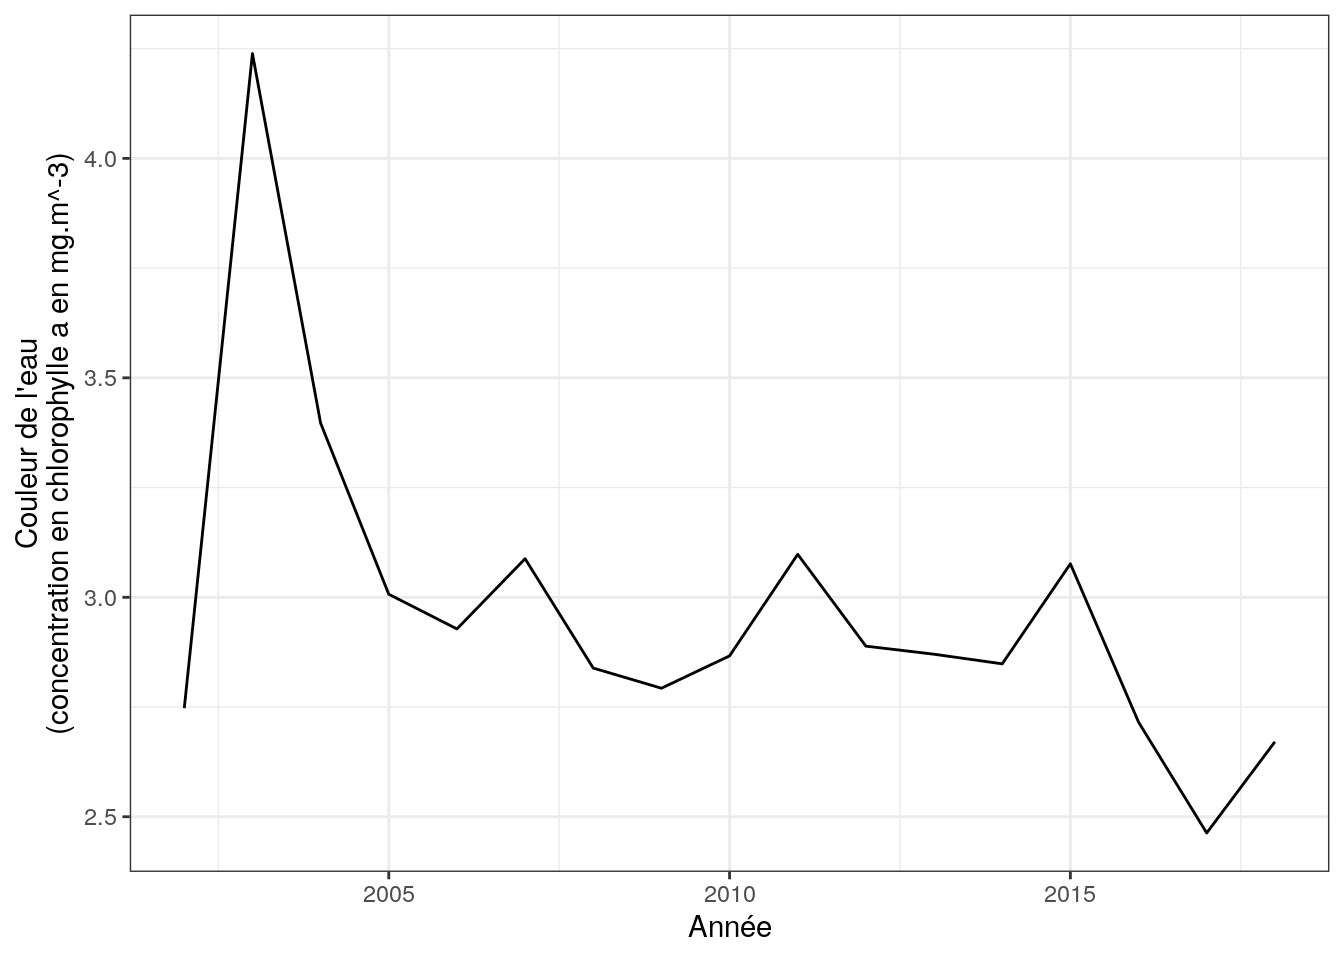 Couleur de l'eau
(concentration en chlorophylle a en mg.m^-3)
4.0
3.5
3.0
2.5
2005
2010
2015
Année